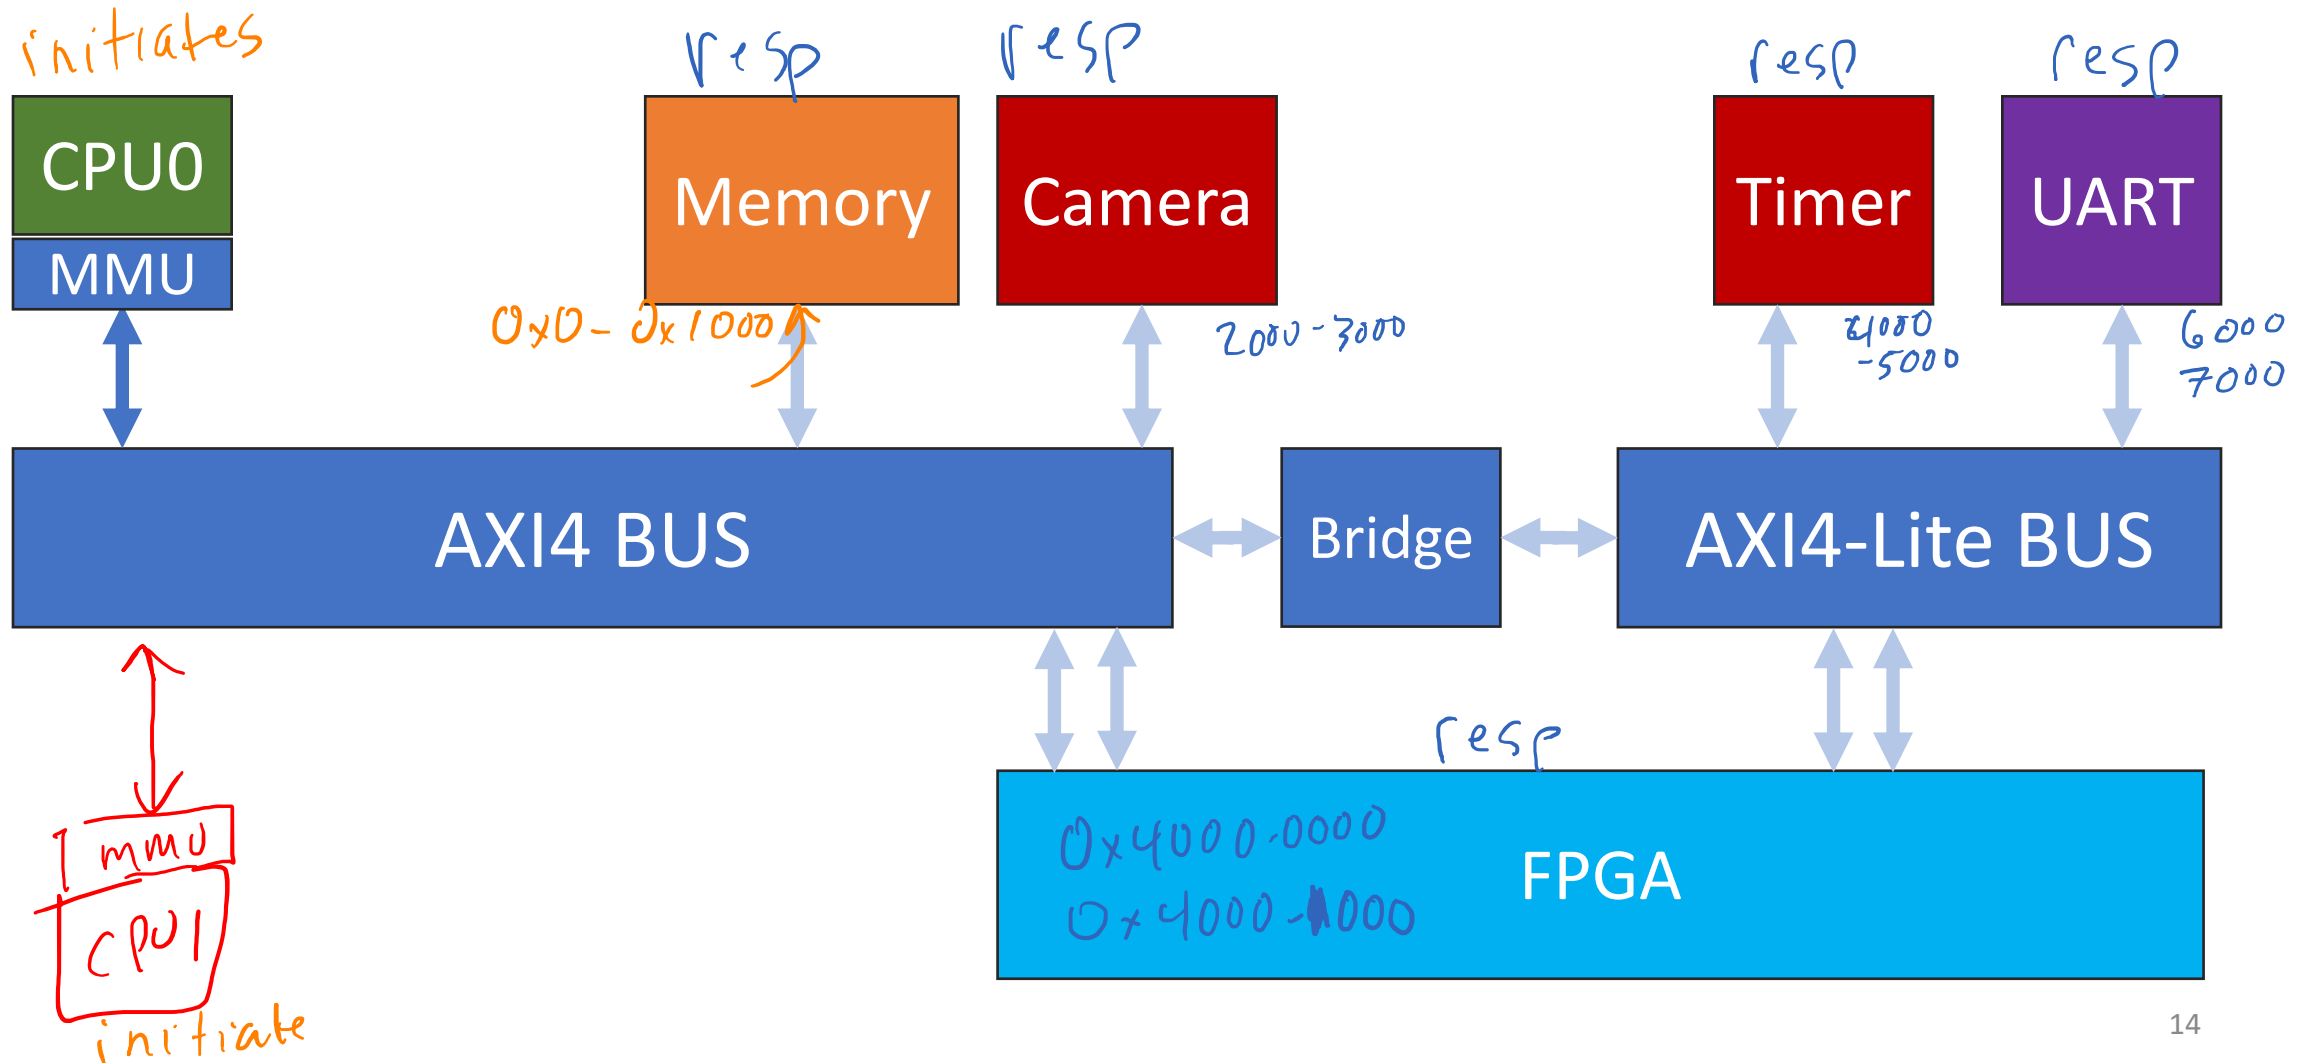 initiates
resp
resp
resp
resp
CPU0
MMU
Memory
Camera
Timer
UART
0x0 - 0x1000
2000 - 3000
4000
-5000
6000
7000
AXI4 BUS
Bridge
AXI4-Lite BUS
resp
mmu
CPU1
initiate
0x4000-0000
0x4000-1000
FPGA
14